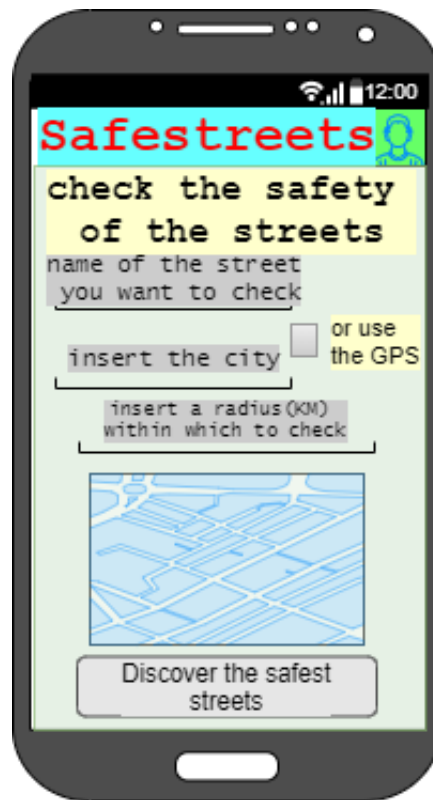 12:00
Safestreets
check the safety
of the streets
name of the street
you want to check
or use
the GPS
insert the city
insert a radius(KM)
within which to check
Discover the safest
streets